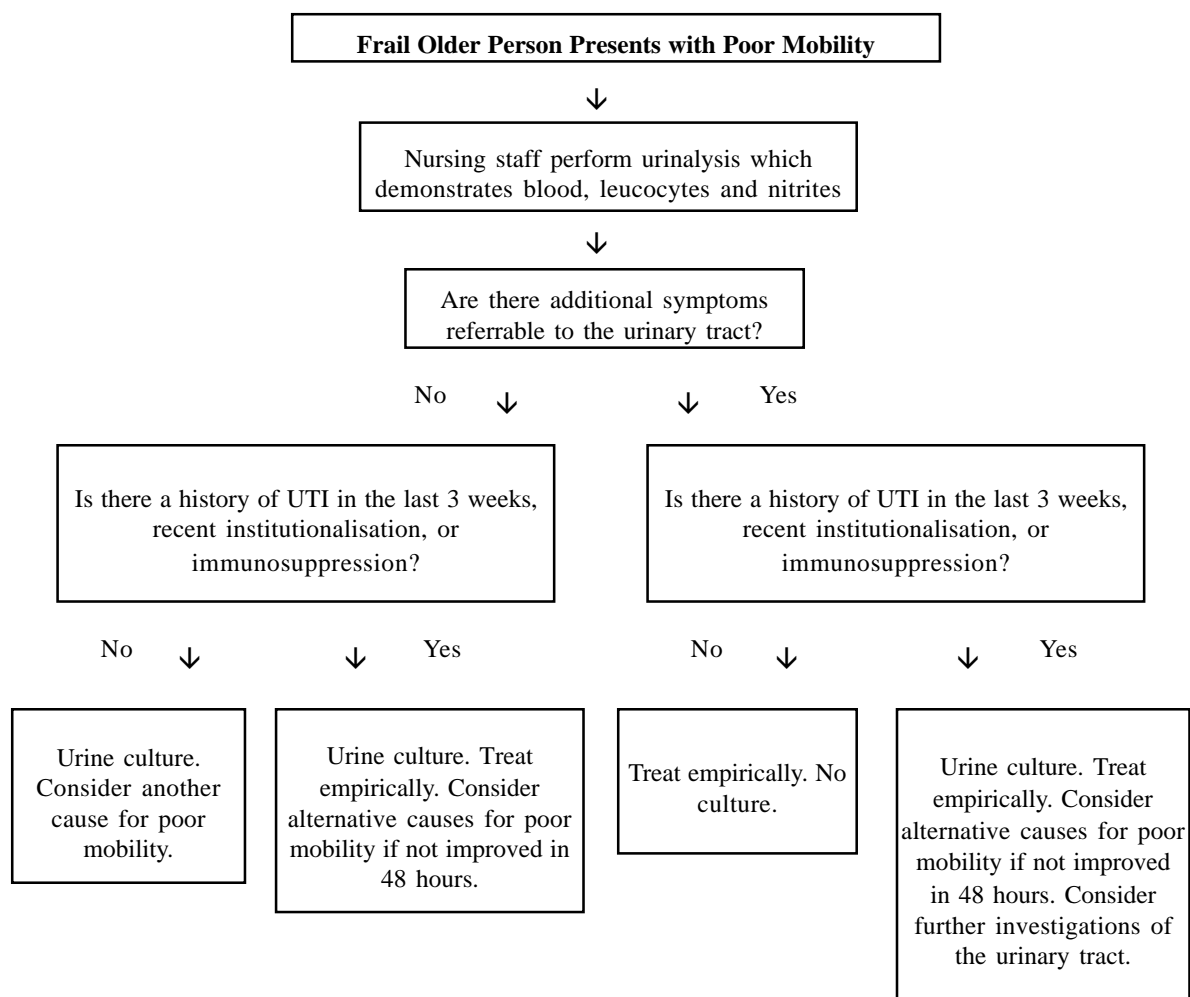 Frail Older Person Presents with Poor Mobility
Nursing staff perform urinalysis which
demonstrates blood, leucocytes and nitrites
Are there additional symptoms
referrable to the urinary tract?
No
Yes
Is there a history of UTI in the last 3 weeks,
recent institutionalisation, or
immunosuppression?
Is there a history of UTI in the last 3 weeks,
recent institutionalisation, or
immunosuppression?
No
Yes
No
Yes
Urine culture.
Consider another
cause for poor
mobility.
Urine culture. Treat
empirically. Consider
alternative causes for poor
mobility if not improved in
48 hours.
Treat empirically. No
culture.
Urine culture. Treat
empirically. Consider
alternative causes for poor
mobility if not improved
in 48 hours. Consider
further investigations of
the urinary tract.